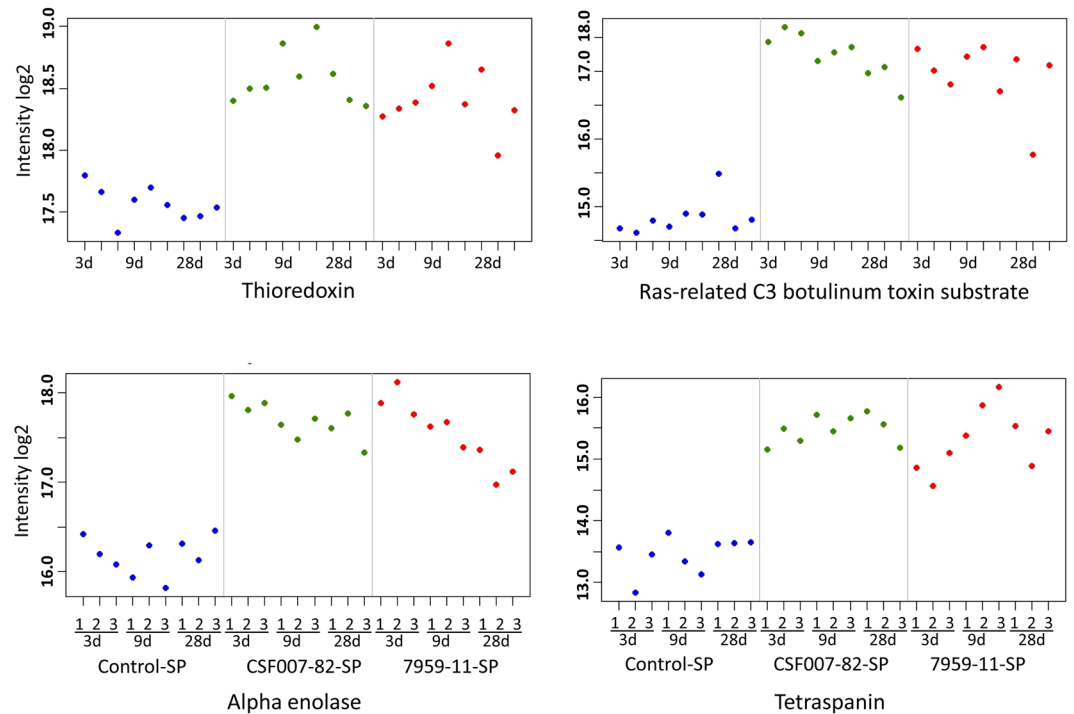 Intensity log2
19.0
18.5
18.0
17.5
3d 9d 28d 3d 9d 28d 3d 9d 28d
Thioredoxin
18.0
17.0
16.0
15.0
3d 9d 28d 3d 9d 28d 3d 9d 28d
Ras-related C3 botulinum toxin substrate
Intensity log2
18.0
17.0
16.0
1 2 3 1 2 3 1 2 3 1 2 3 1 2 3 1 2 3 1 2 3 1 2 3 1 2 3
3d 9d 28d 3d 9d 28d 3d 9d 28d
Control-SP CSF007-82-SP 7959-11-SP
Alpha enolase
16.0
15.0
14.0
13.0
1 2 3 1 2 3 1 2 3 1 2 3 1 2 3 1 2 3 1 2 3 1 2 3 1 2 3
3d 9d 28d 3d 9d 28d 3d 9d 28d
Control-SP CSF007-82-SP 7959-11-SP
Tetraspanin